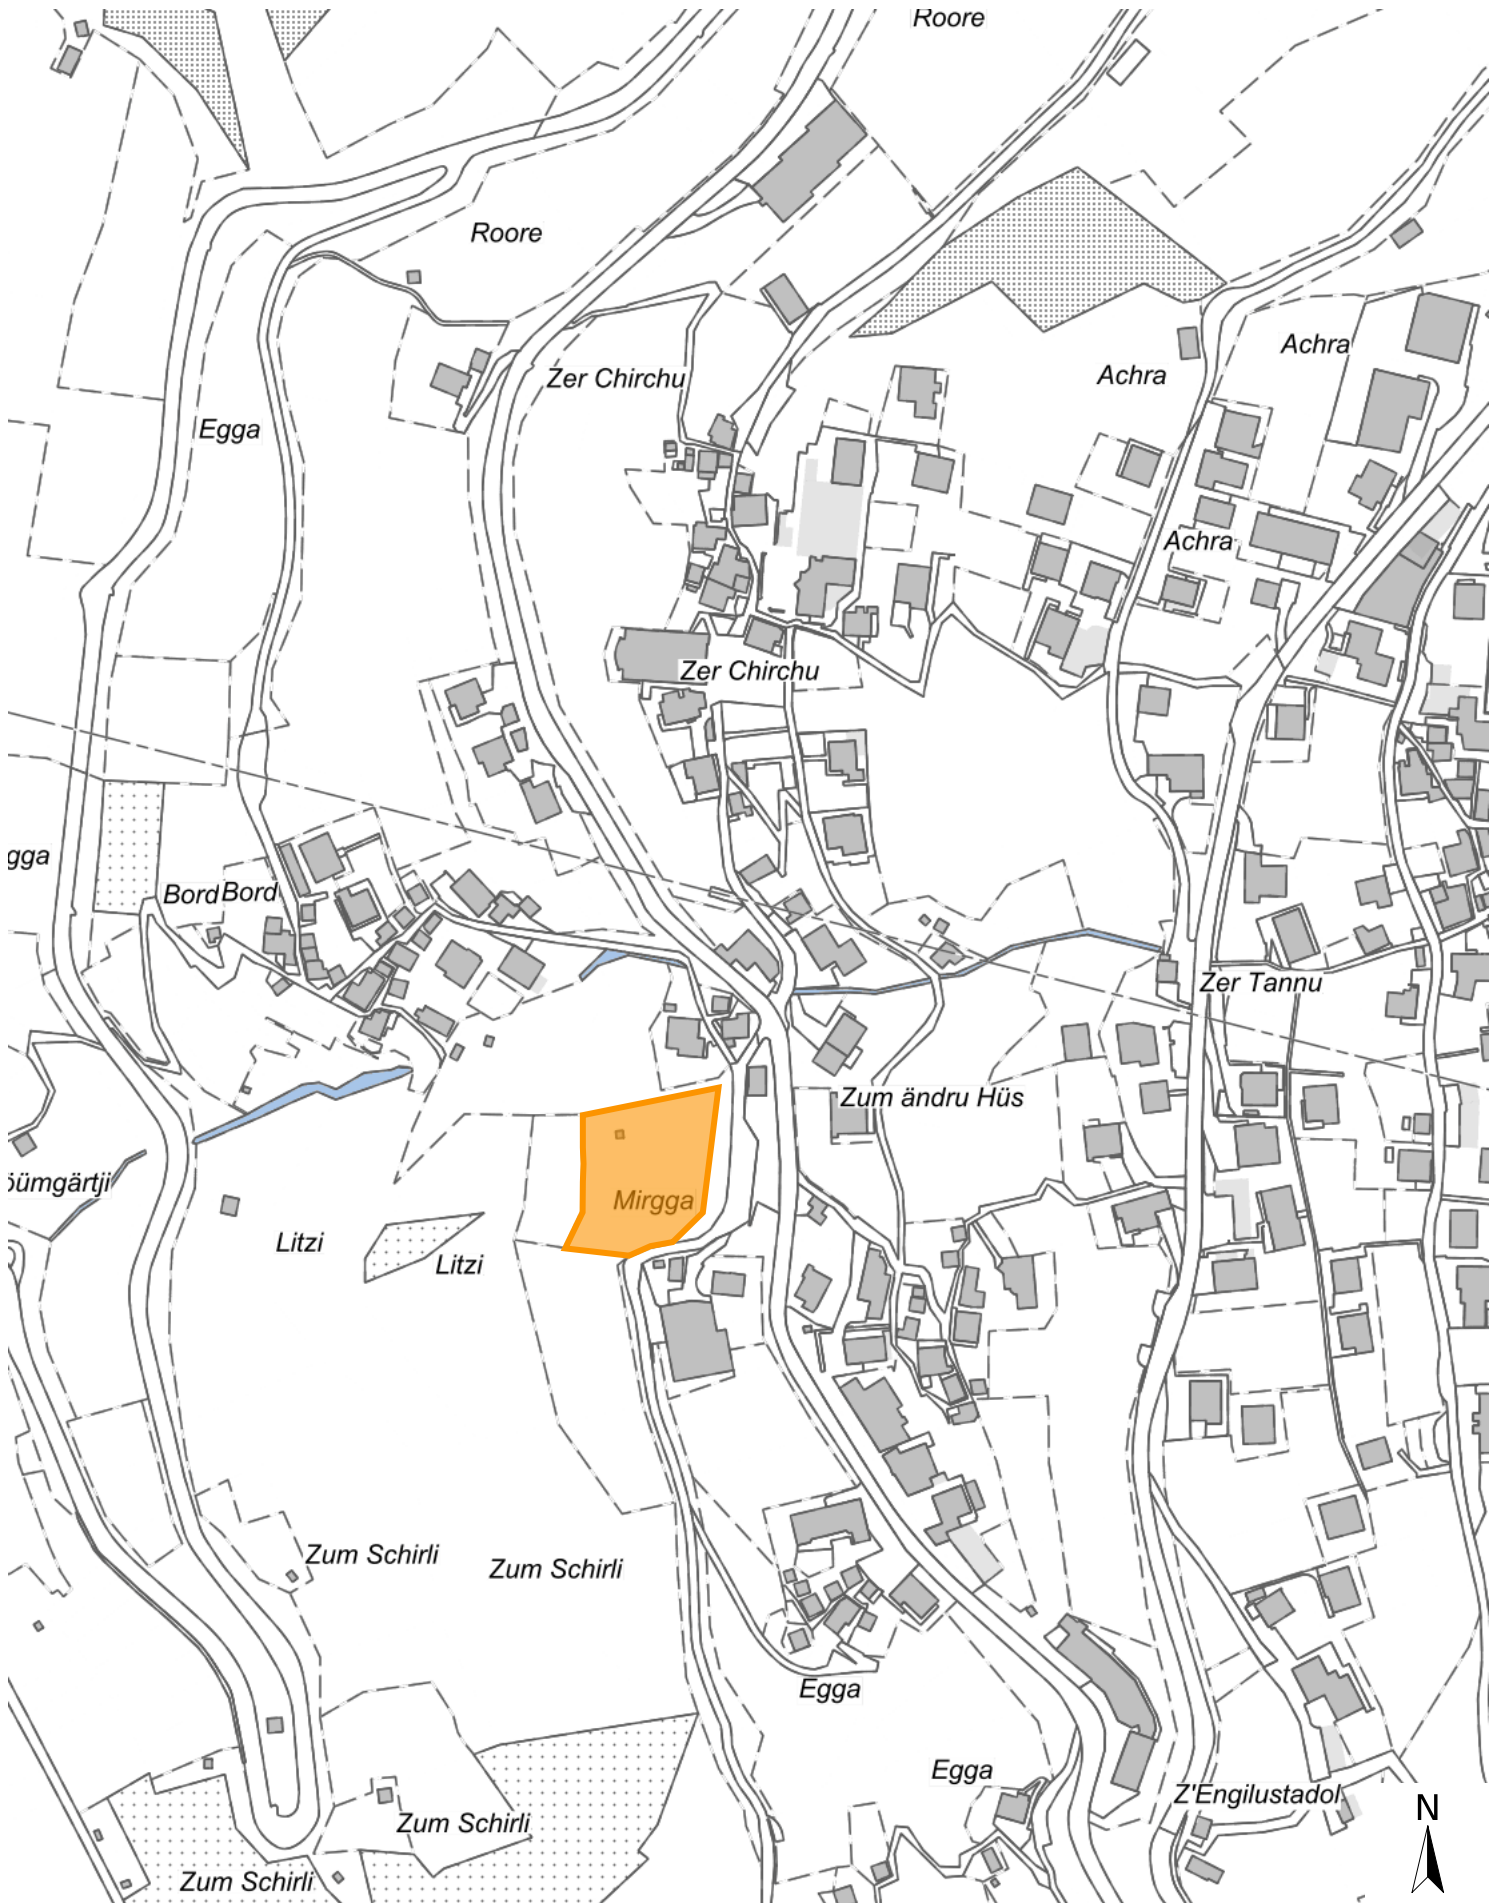 Roore
Roore
Achra
Achra
Zer Chirchu
Egga
Achra
Zer Chirchu
gga
Bord
Bord
Zer Tannu
Zum ändru Hüs
öümgärtji
Mirgga
Litzi
Litzi
Zum Schirli
Zum Schirli
Egga
Egga
Z'Engilustadol
N
Zum Schirli
Zum Schirli